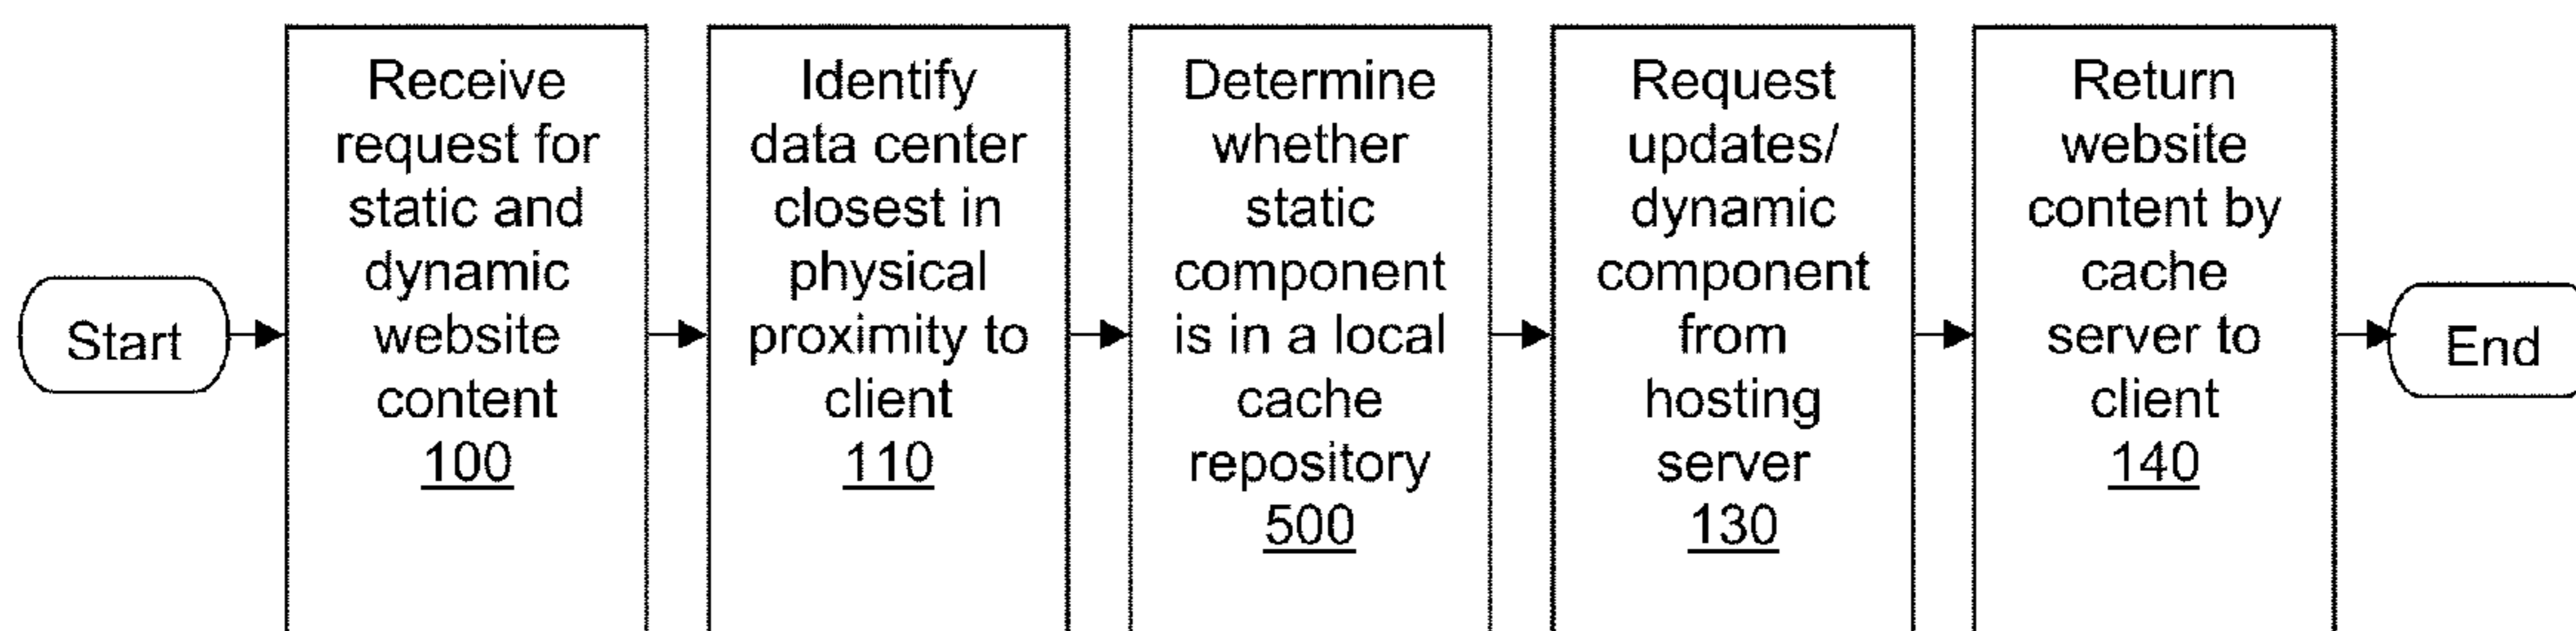 Start
Receive
request for
static and
dynamic
website
content
100
Identify
data center
closest in
physical
proximity to
client
110
Determine
whether
static
component
is in a local
cache
repository
500
Request
updates/
dynamic
component
from
hosting
server
130
Return
website
content by
cache
server to
client
140
End